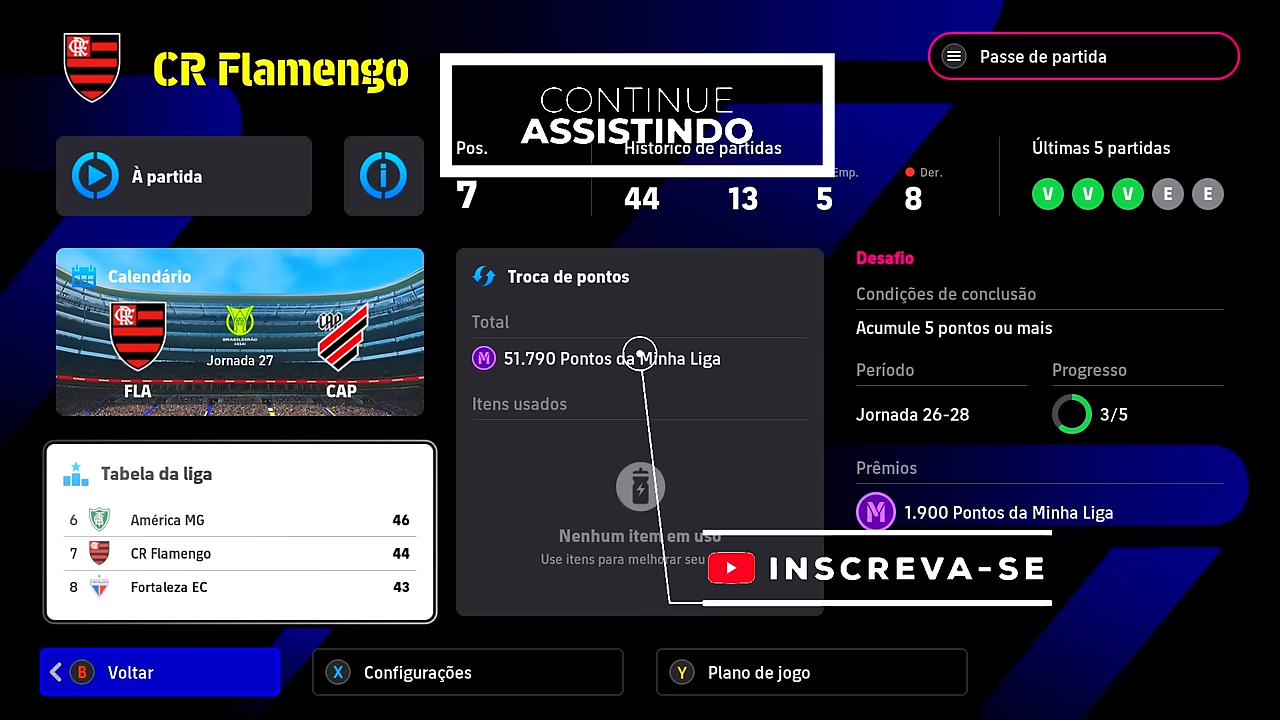 CR Flamengo
CONTINUE
ASSISTINDO
Passe de partida
À partida
Pos.
7
Histórico de partidas
Emp.
Der.
44 13 5 8
Últimas 5 partidas
V V V E E
Calendário
BRASILEIRÃO
Jornada 27
FLA
CAP
Tabela da liga
6 América MG 46
7 CR Flamengo 44
8 Fortaleza EC 43
Troca de pontos
Total
51.790 Pontos da Minha Liga
Itens usados
Nenhum item em uso
Use itens para melhorar seu
Desafio
Condições de conclusão
Acumule 5 pontos ou mais
Período
Progresso
Jornada 26-28
3/5
Prêmios
1.900 Pontos da Minha Liga
INSCREVA-SE
B Voltar
X Configurações
Y Plano de jogo